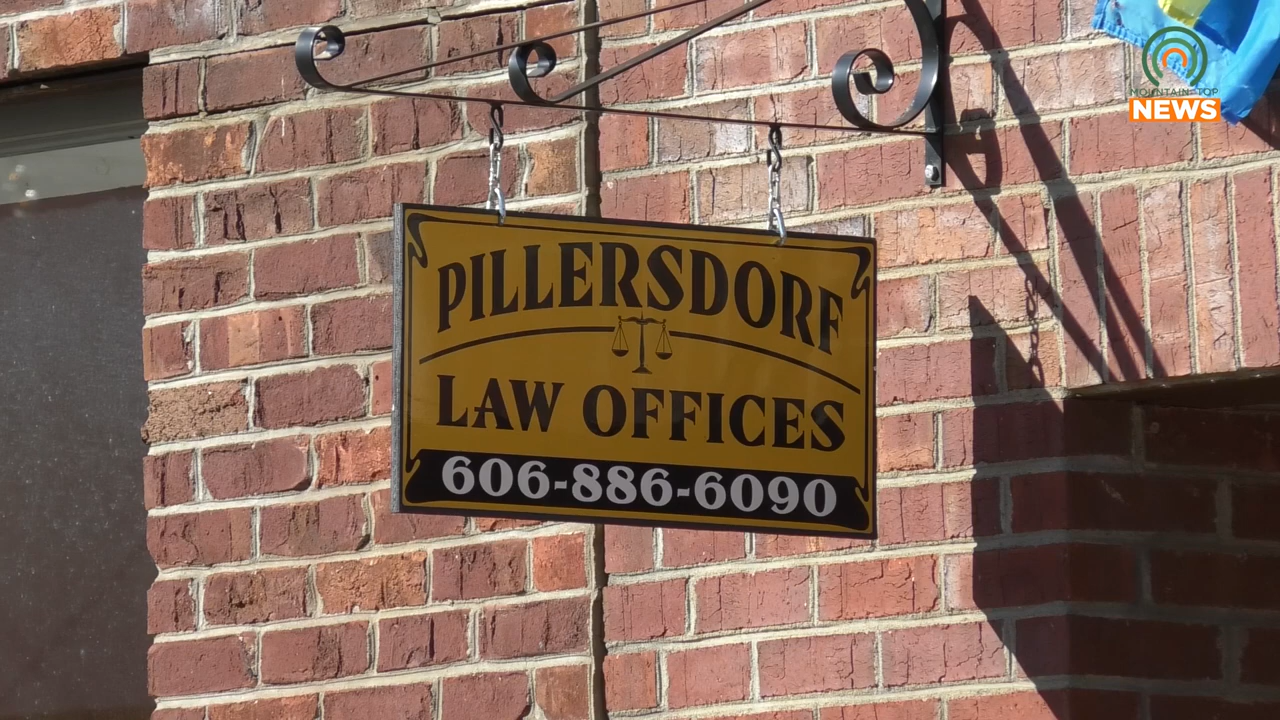 MOUNTAIN TOP
NEWS
PILLERSDORF
LAW OFFICES
606-886-6090